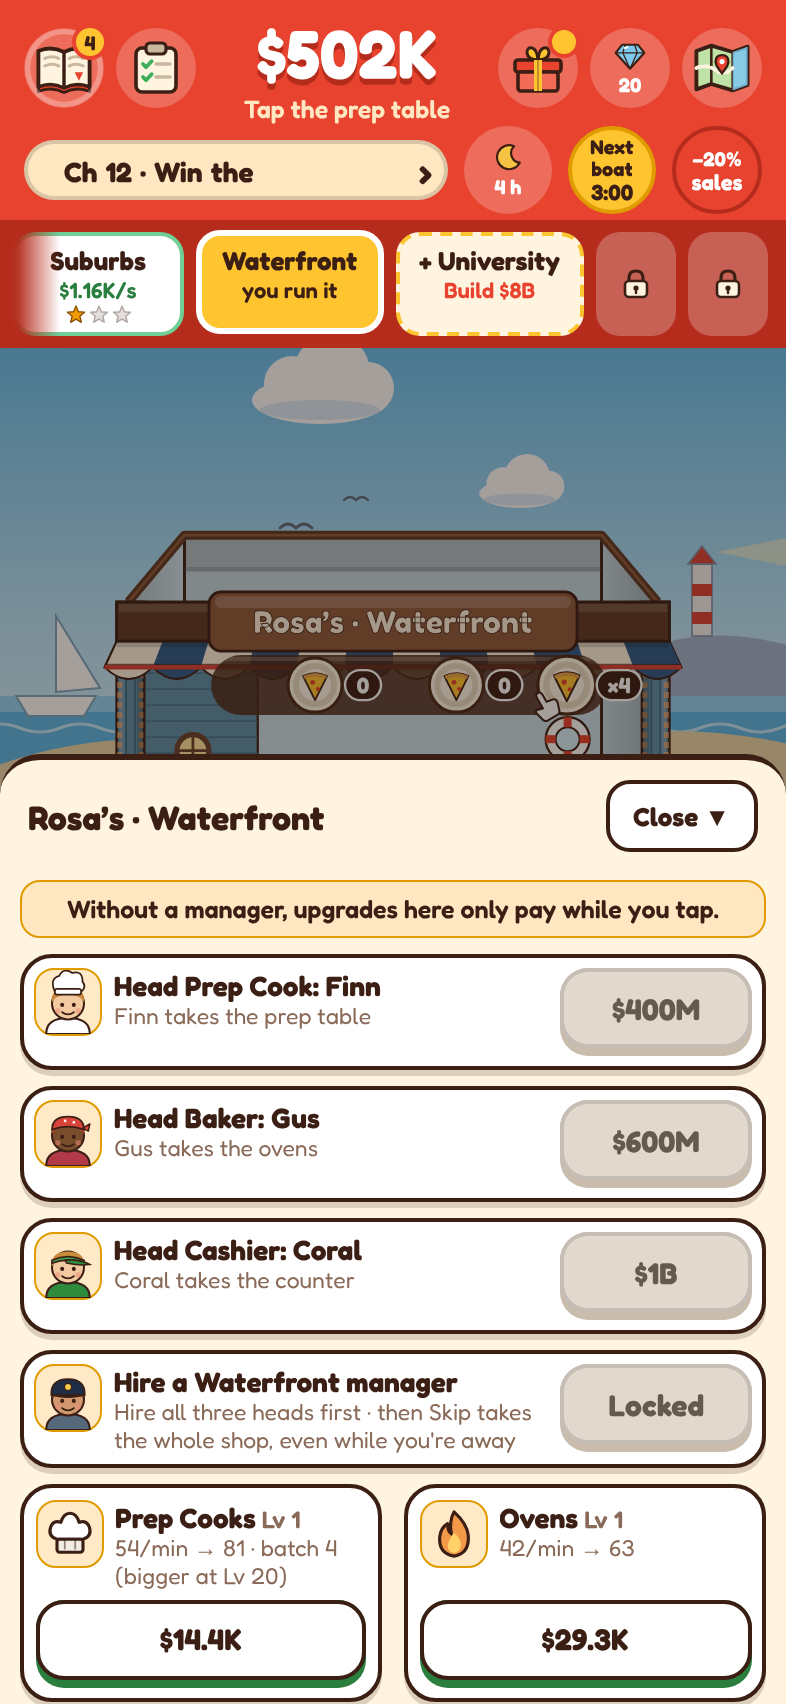 4
$502K
Tap the prep table
20
Ch 12 · Win the
4 h
Next
boat
3:00
−20%
sales
Suburbs
$1.16K/s
Waterfront
you run it
+ University
Build $8B
Rosa's · Waterfront
0
0
x4
Rosa's · Waterfront
Close ▼
Without a manager, upgrades here only pay while you tap.
Head Prep Cook: Finn
Finn takes the prep table
$400M
Head Baker: Gus
Gus takes the ovens
$600M
Head Cashier: Coral
Coral takes the counter
$1B
Hire a Waterfront manager
Hire all three heads first · then Skip takes
the whole shop, even while you're away
Locked
Prep Cooks Lv 1
54/min → 81 · batch 4
(bigger at Lv 20)
$14.4K
Ovens Lv 1
42/min → 63
$29.3K